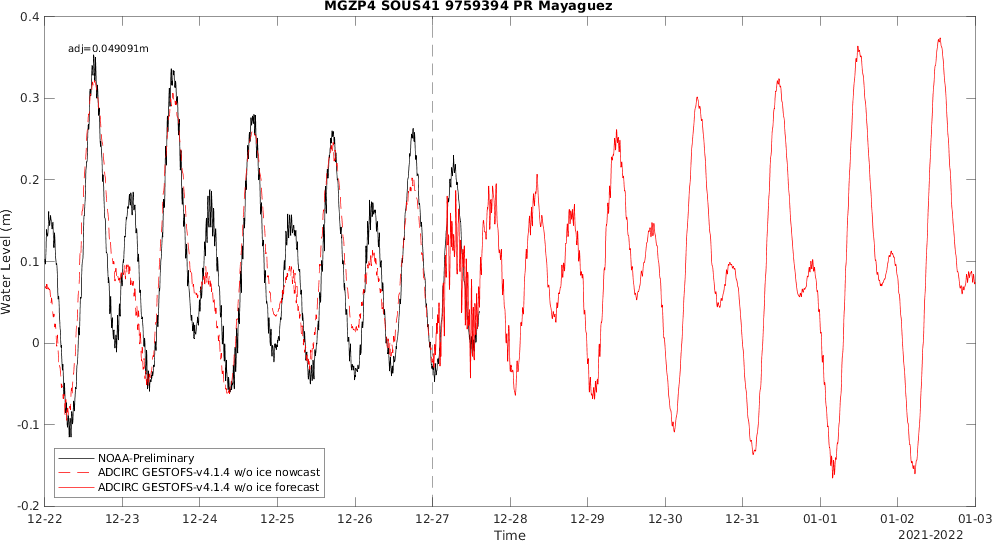 MGZP4 SOUS41 9759394 PR Mayaguez
adj=0.049091m
0.4
0.3
0.2
0.1
0
-0.1
-0.2
Water Level (m)
NOAA-Preliminary
ADCIRC GESTOFS-v4.1.4 w/o ice nowcast
ADCIRC GESTOFS-v4.1.4 w/o ice forecast
12-22 12-23 12-24 12-25 12-26 12-27 12-28 12-29 12-30 12-31 01-01 01-02 01-03
Time
2021-2022